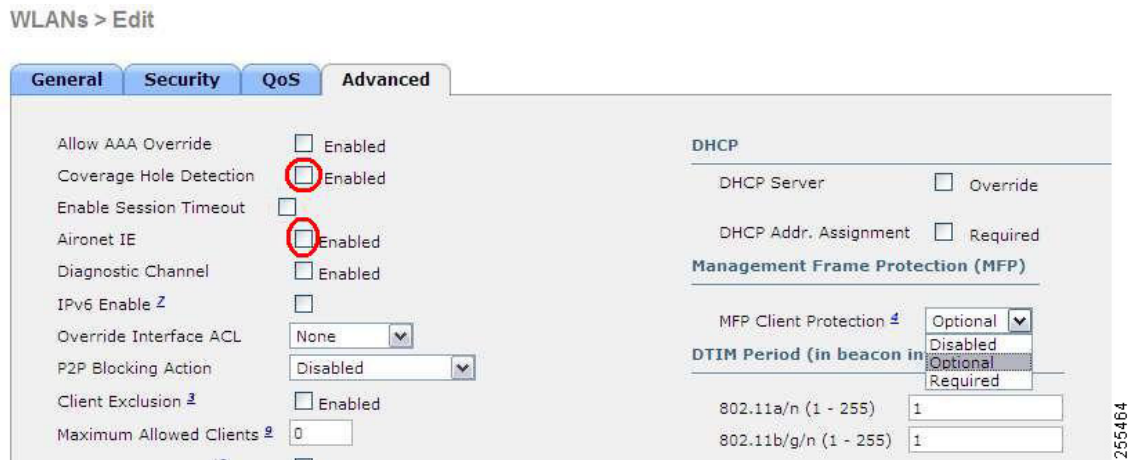 WLANs > Edit
General Security QoS Advanced
Allow AAA Override Enabled
Coverage Hole Detection Enabled
Enable Session Timeout
Aironet IE Enabled
Diagnostic Channel Enabled
IPv6 Enable 7
Override Interface ACL None
P2P Blocking Action Disabled
Client Exclusion 3 Enabled
Maximum Allowed Clients 9 0
DHCP
DHCP Server Override
DHCP Addr. Assignment Required
Management Frame Protection (MFP)
MFP Client Protection 4 Optional
Disabled
Optional
Required
DTIM Period (in beacon in
802.11a/n (1 - 255) 1
802.11b/g/n (1 - 255) 1
255464